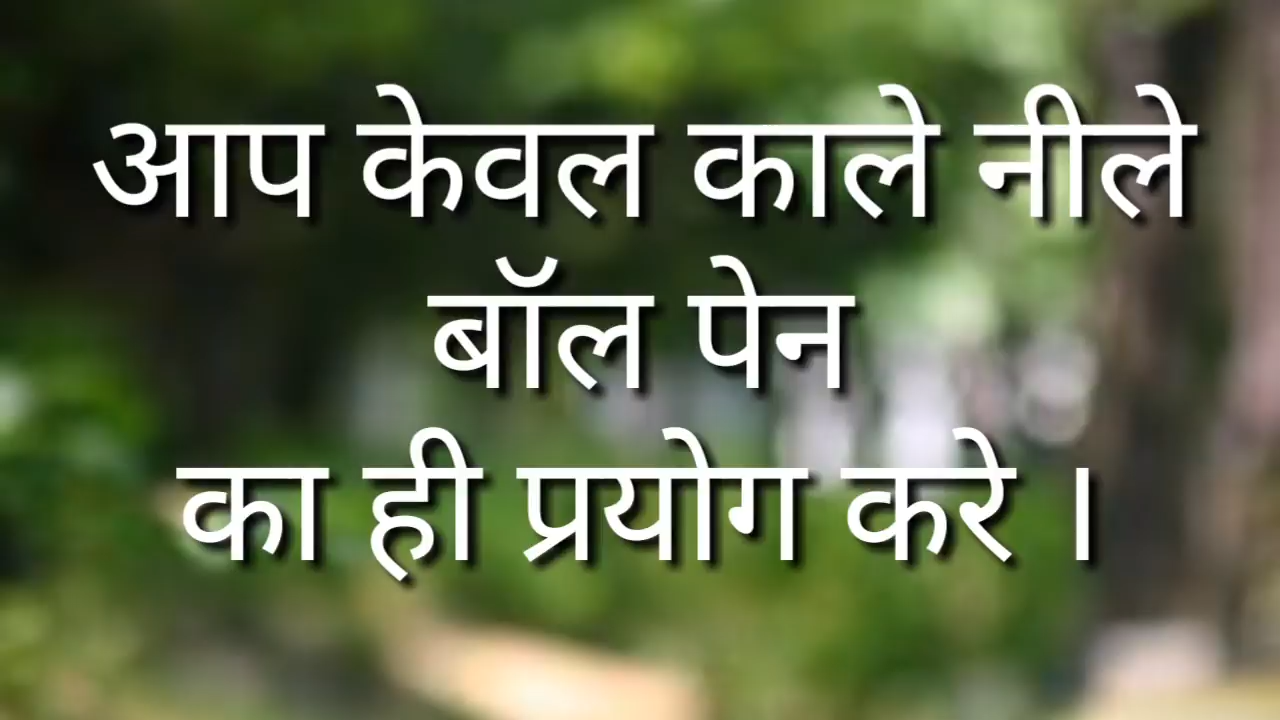 आप केवल काले नीले
बॉल पेन
का ही प्रयोग करे ।